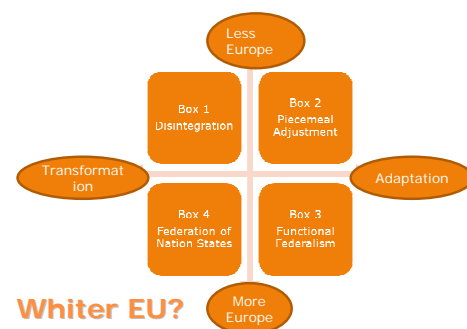 Less
Europe
Box 1
Disintegration
Box 2
Piecemeal
Adjustment
Transformat
ion
Adaptation
Box 4
Federation of
Nation States
Box 3
Functional
Federalism
More
Europe
Whiter EU?